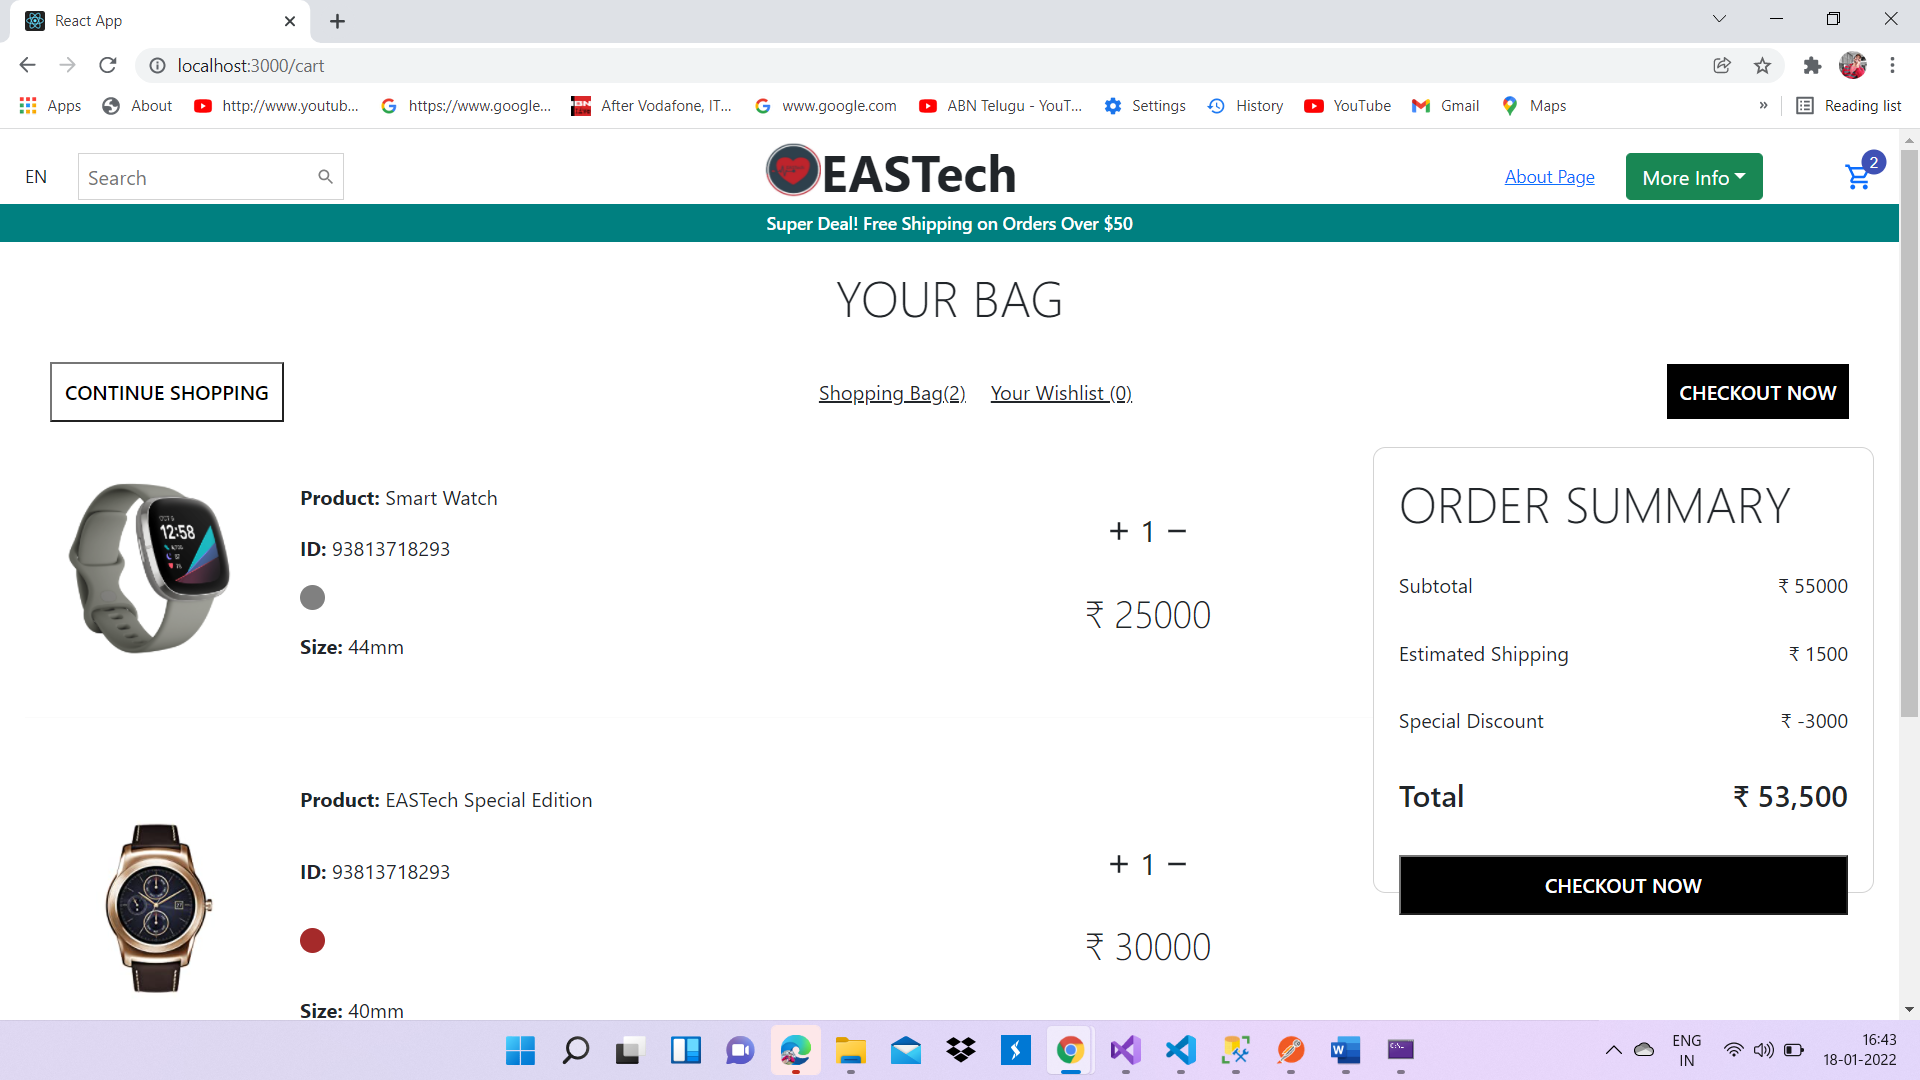 React App
localhost:3000/cart
Apps
About
http://www.youtub...
https://www.google...
After Vodafone, IT...
www.google.com
ABN Telugu - YouT...
Settings
History
YouTube
Gmail
Maps
»
Reading list
EN
Search
EASTech
About Page
More Info
2
Super Deal! Free Shipping on Orders Over $50
YOUR BAG
CONTINUE SHOPPING
Shopping Bag(2)
Your Wishlist (0)
CHECKOUT NOW
12:58
Product: Smart Watch
ID: 93813718293
Size: 44mm
+ 1 −
₹ 25000
Product: EASTech Special Edition
ID: 93813718293
Size: 40mm
+ 1 −
₹ 30000
ORDER SUMMARY
Subtotal ₹ 55000
Estimated Shipping ₹ 1500
Special Discount ₹ -3000
Total ₹ 53,500
CHECKOUT NOW
ENG
IN
16:43
18-01-2022